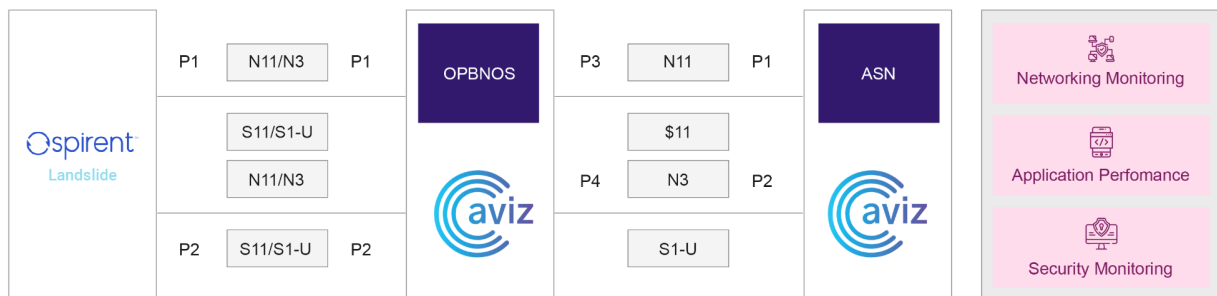 P1 N11/N3 P1
OPBNOS
P3 N11 P1
ASN
Networking Monitoring
S11/S1-U
$11
spirent™
Landslide
N11/N3
P4 N3 P2
Application Perfomance
aviz
aviz
P2 S11/S1-U P2
S1-U
Security Monitoring